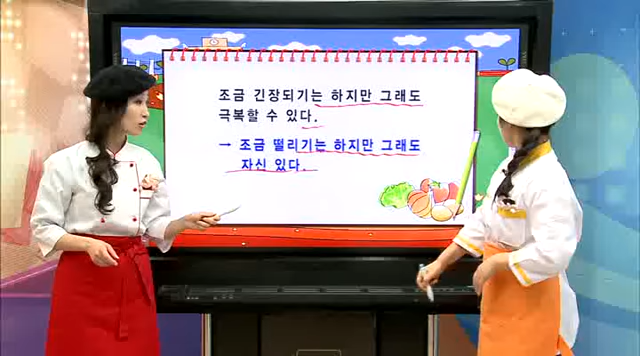 조금 긴장되기는 하지만 그래도
극복할 수 있다.
→ 조금 떨리기는 하지만 그래도
자신 있다.